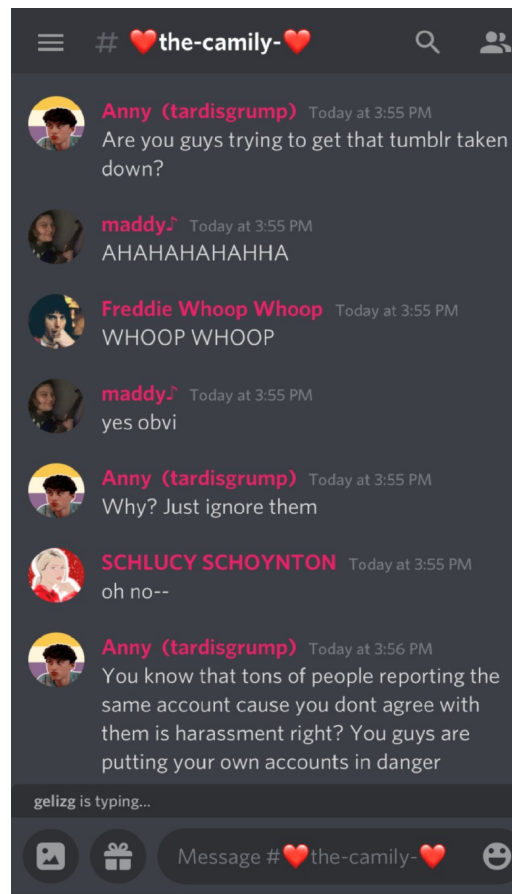 # ❤️the-camily-❤️
Anny (tardisgrump) Today at 3:55 PM
Are you guys trying to get that tumblr taken
down?
maddy♪ Today at 3:55 PM
AHAHAHAHAHHA
Freddie Whoop Whoop Today at 3:55 PM
WHOOP WHOOP
maddy♪ Today at 3:55 PM
yes obvi
Anny (tardisgrump) Today at 3:55 PM
Why? Just ignore them
SCHLUCY SCHOYNTON Today at 3:55 PM
oh no--
Anny (tardisgrump) Today at 3:56 PM
You know that tons of people reporting the
same account cause you dont agree with
them is harassment right? You guys are
putting your own accounts in danger
gelizg is typing...
Message #❤️the-camily-❤️